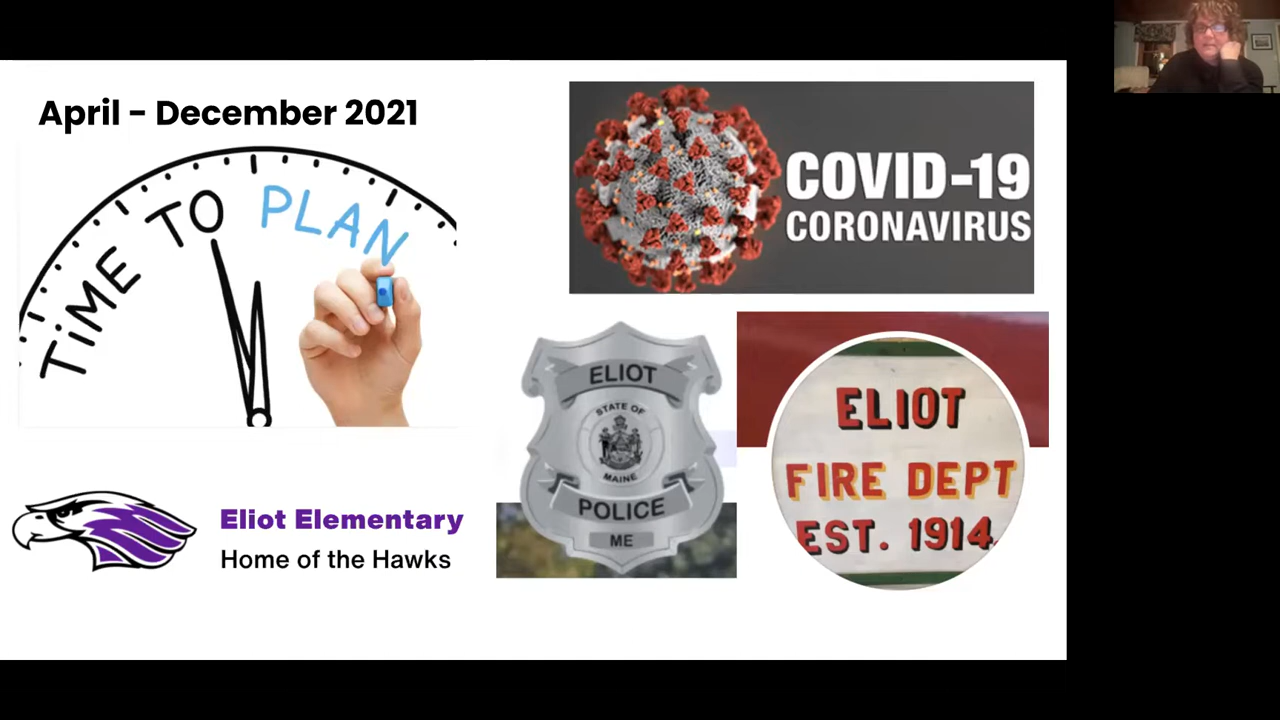 April - December 2021
TiME TO PLAN
COVID-19
CORONAVIRUS
ELIOT
STATE OF
MAINE
POLICE
ME
ELIOT
FIRE DEPT
EST. 1914
Eliot Elementary
Home of the Hawks